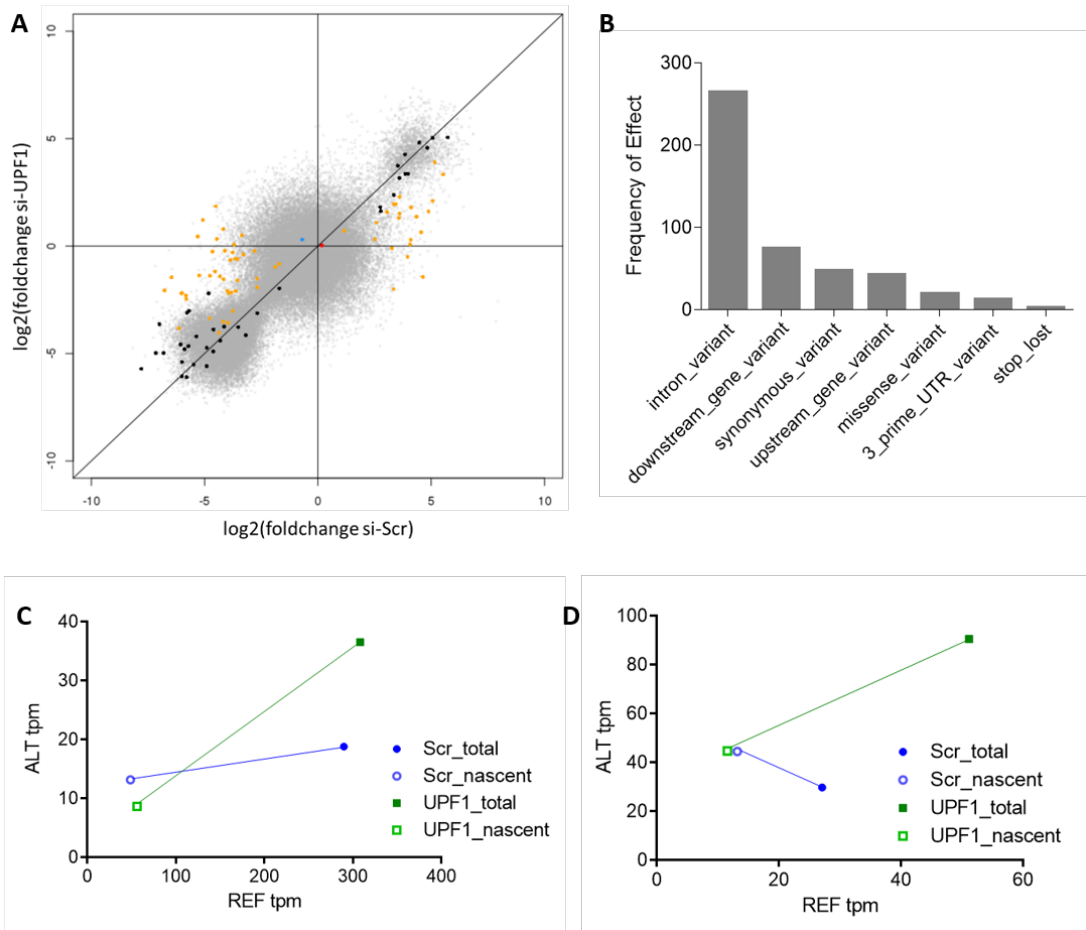 A
10
5
0
-5
-10
-10
-5
0
5
10
log2(foldchange si-UPF1)
log2(foldchange si-Scr)
B
300
200
100
0
Frequency of Effect
intron_variant
downstream_gene_variant
synonymous_variant
upstream_gene_variant
missense_variant
3_prime_UTR_variant
stop_lost
C
40
30
20
10
0
0
100
200
300
400
ALT tpm
REF tpm
Scr_total
Scr_nascent
UPF1_total
UPF1_nascent
D
100
80
60
40
20
0
0
20
40
60
ALT tpm
REF tpm
Scr_total
Scr_nascent
UPF1_total
UPF1_nascent